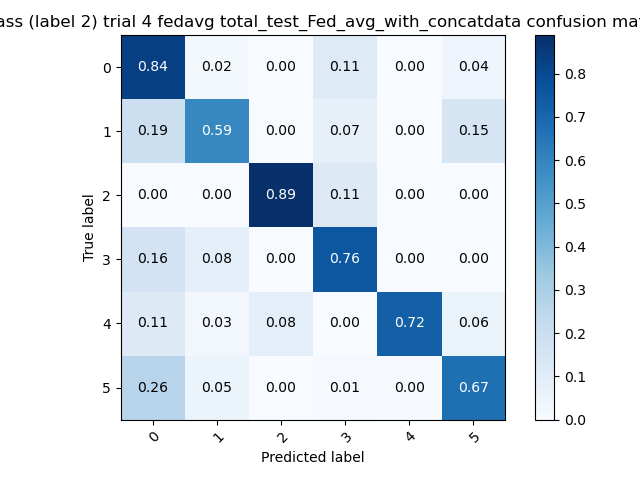 ass (label 2) trial 4 fedavg total_test_Fed_avg_with_concatdata confusion ma
0 0.84 0.02 0.00 0.11 0.00 0.04
1 0.19 0.59 0.00 0.07 0.00 0.15
2 0.00 0.00 0.89 0.11 0.00 0.00
3 0.16 0.08 0.00 0.76 0.00 0.00
4 0.11 0.03 0.08 0.00 0.72 0.06
5 0.26 0.05 0.00 0.01 0.00 0.67
True label
0 1 2 3 4 5
Predicted label
0.8
0.7
0.6
0.5
0.4
0.3
0.2
0.1
0.0